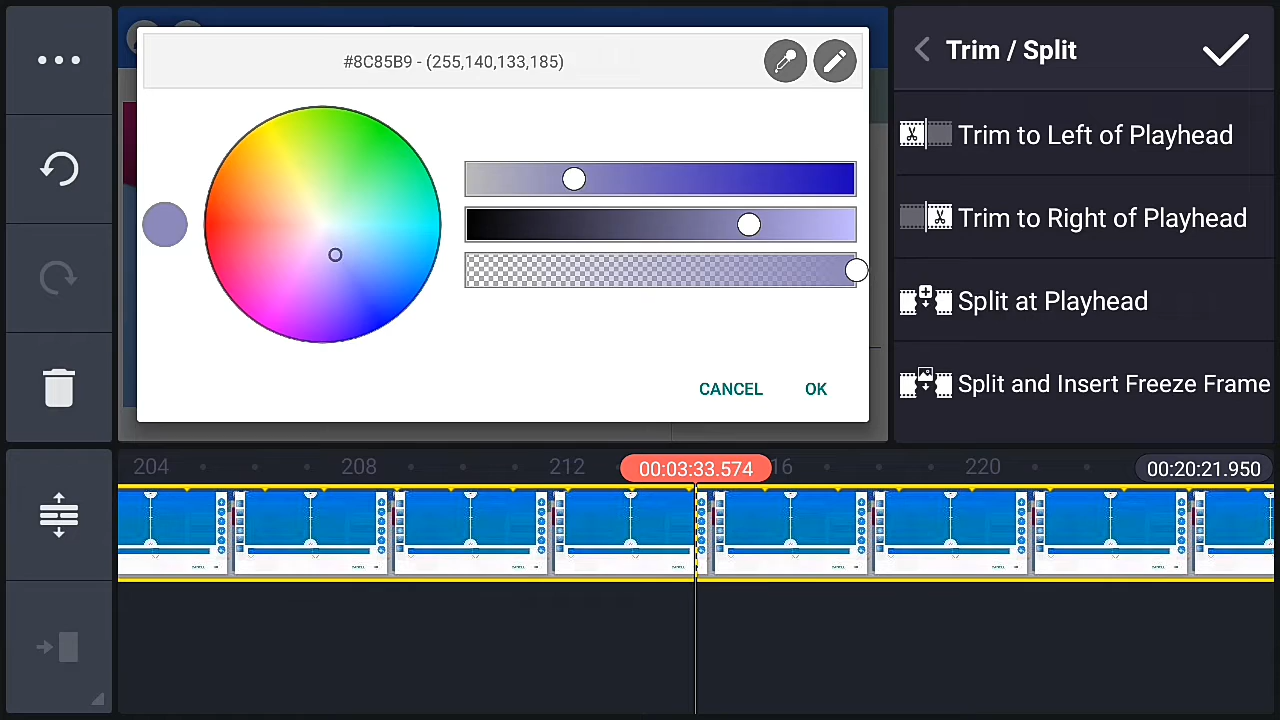 #8C85B9 - (255,140,133,185)
CANCEL OK
Trim / Split
Trim to Left of Playhead
Trim to Right of Playhead
Split at Playhead
Split and Insert Freeze Frame
204 208 212 00:03:33.574 16 220 00:20:21.950